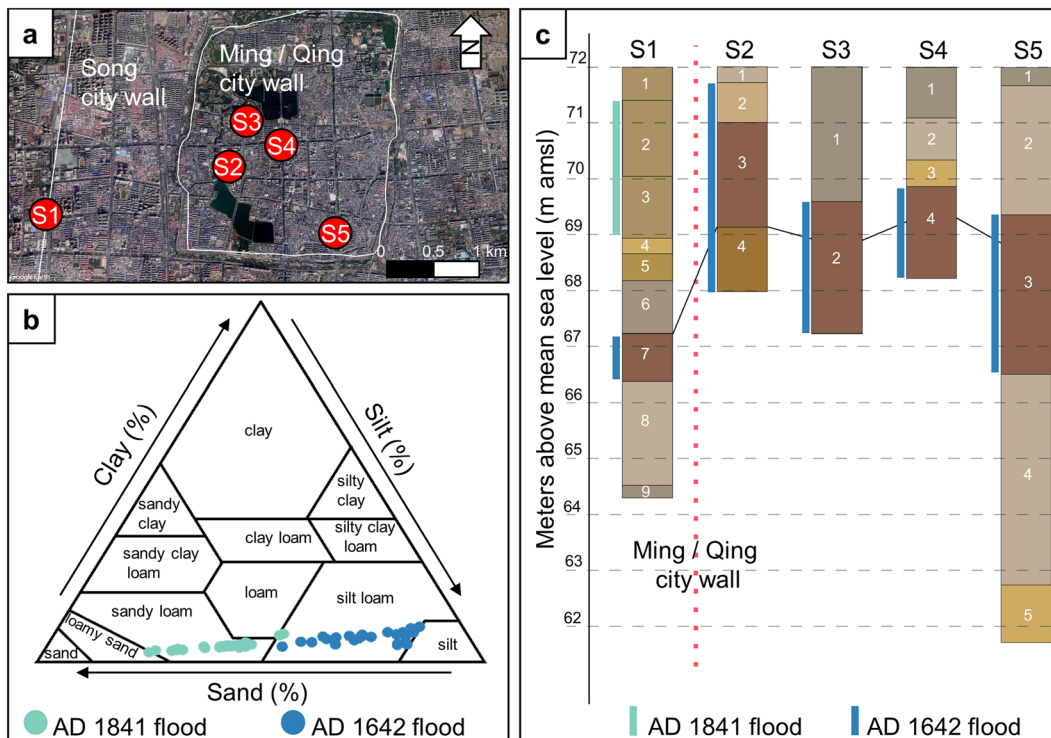 a
Song
city wall
Ming / Qing
city wall
N
S1
S2
S3
S4
S5
0 0.5 1 km
Google Earth
b
Clay (%)
Silt (%)
Sand (%)
clay
silty
clay
sandy
clay
clay loam
silty clay
loam
sandy clay
loam
loam
silt loam
sandy loam
loamy sand
sand
silt
AD 1841 flood
AD 1642 flood
c
S1 S2 S3 S4 S5
Meters above mean sea level (m amsl)
72
71
70
69
68
67
66
65
64
63
62
1
2
3
4
5
6
7
8
9
1
2
3
4
1
2
1
2
3
4
1
2
3
4
5
Ming / Qing
city wall
AD 1841 flood
AD 1642 flood